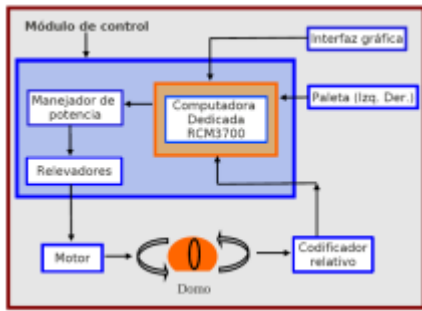 Módulo de control
Interfaz gráfica
Manejador de
potencia
Computadora
Dedicada
RCM3700
Paleta (Izq, Der.)
Relevadores
Motor
Domo
Codificador
relativo